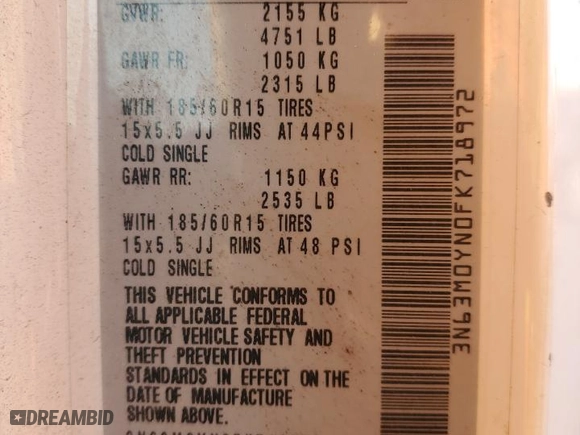 GVWR: 2155 KG
4751 LB
GAWR FR: 1050 KG
2315 LB
WITH 185/60R15 TIRES
15x5.5 JJ RIMS AT 44PSI
COLD SINGLE
GAWR RR: 1150 KG
2535 LB
WITH 185/60R15 TIRES
15x5.5 JJ RIMS AT 48 PSI
COLD SINGLE
THIS VEHICLE CONFORMS TO
ALL APPLICABLE FEDERAL
MOTOR VEHICLE SAFETY AND
THEFT PREVENTION
STANDARDS IN EFFECT ON THE
DATE OF MANUFACTURE
SHOWN ABOVE.
3N63M0YN0FK718972
DREAMBID